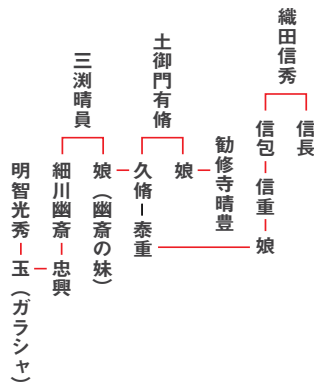 織田信秀
信長
信包
信重
娘
土御門有脩
勧修寺晴豊
娘
久脩
泰重
三渕晴員
娘（幽斎の妹）
細川幽斎
忠興
明智光秀
玉（ガラシャ）